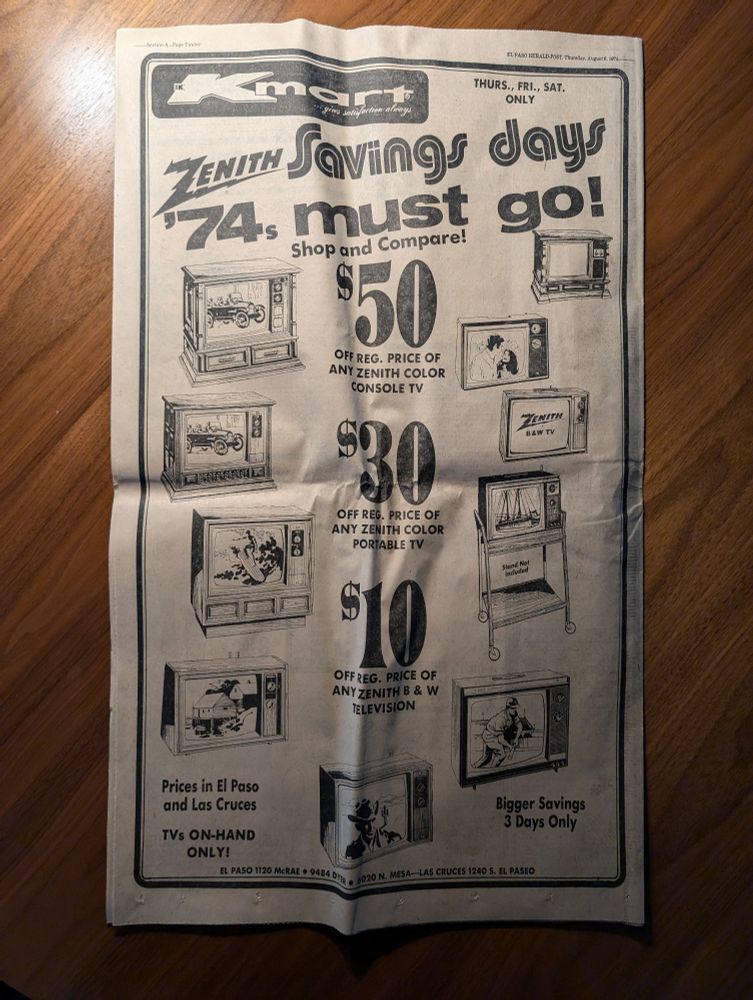 Section A—Page Twelve
EL PASO HERALD-POST, Thursday, August 8, 1974
Kmart
...gives satisfaction always
THURS., FRI., SAT.
ONLY
ZENITH Savings days
'74s must go!
Shop and Compare!
$50
OFF REG. PRICE OF
ANY ZENITH COLOR
CONSOLE TV
ZENITH
B&W TV
$30
OFF REG. PRICE OF
ANY ZENITH COLOR
PORTABLE TV
Stand Not
Included
$10
OFF REG. PRICE OF
ANY ZENITH B & W
TELEVISION
Prices in El Paso
and Las Cruces
TVs ON-HAND
ONLY!
Bigger Savings
3 Days Only
EL PASO 1120 McRAE • 9484 DYER • 6020 N. MESA—LAS CRUCES 1240 S. EL PASEO